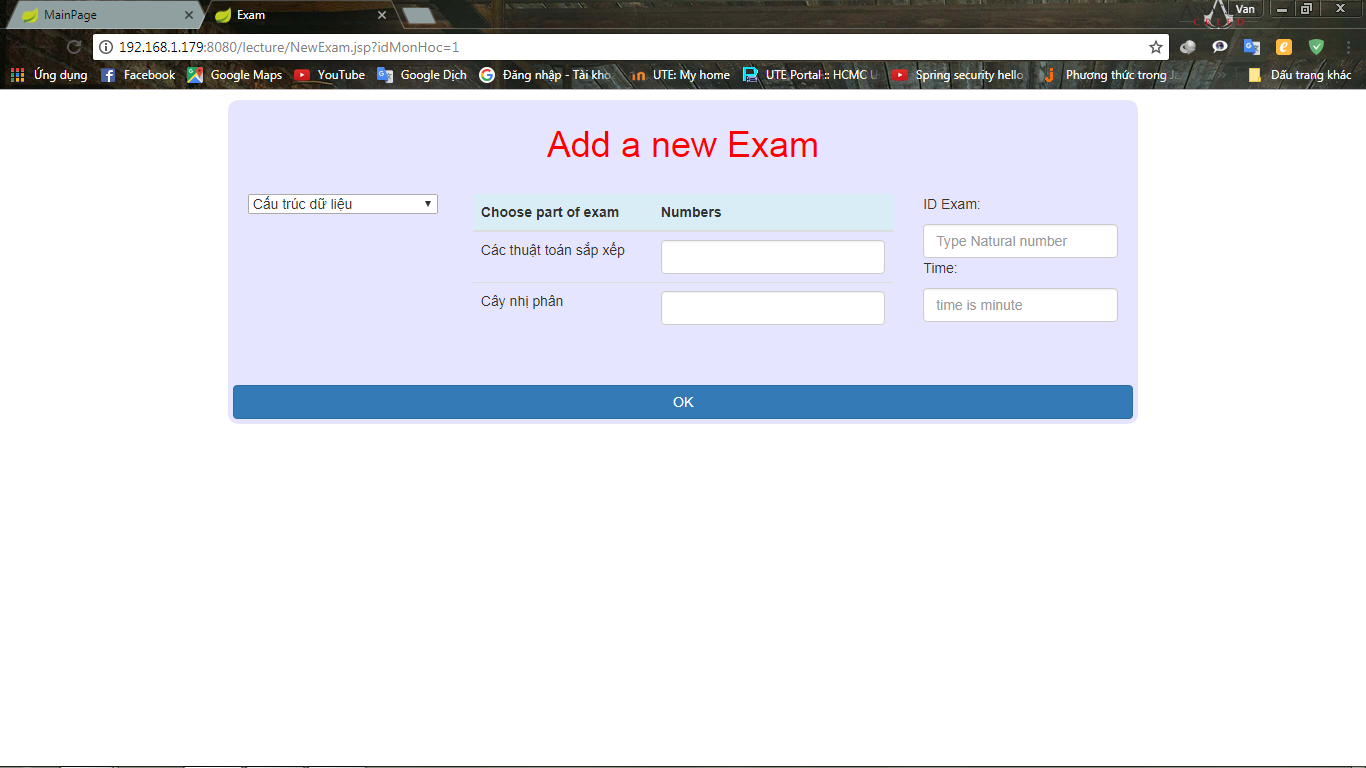 MainPage
Exam
Van
192.168.1.179:8080/lecture/NewExam.jsp?idMonHoc=1
Ứng dụng
Facebook
Google Maps
YouTube
Google Dịch
Đăng nhập - Tài kho
UTE: My home
UTE Portal :: HCMC U
Spring security hello
Phương thức trong Ja
Dấu trang khác
Add a new Exam
Cấu trúc dữ liệu
Choose part of exam
Numbers
Các thuật toán sắp xếp
Cây nhị phân
ID Exam:
Type Natural number
Time:
time is minute
OK